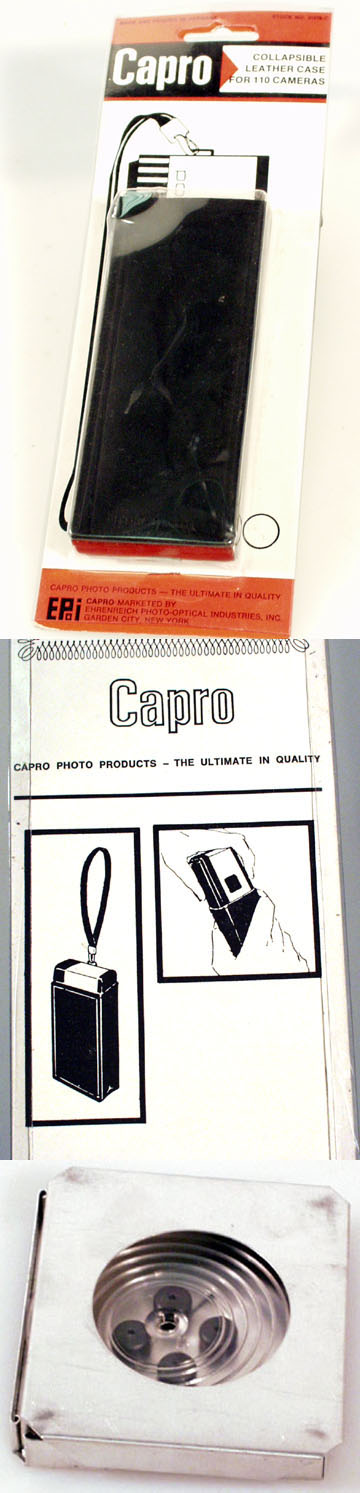 Capro
COLLAPSIBLE
LEATHER CASE
FOR 110 CAMERAS
CAPRO PHOTO PRODUCTS – THE ULTIMATE IN QUALITY
EPOI
CAPRO MARKETED BY
EHRENREICH PHOTO-OPTICAL INDUSTRIES, INC.
GARDEN CITY, NEW YORK
Capro
CAPRO PHOTO PRODUCTS – THE ULTIMATE IN QUALITY